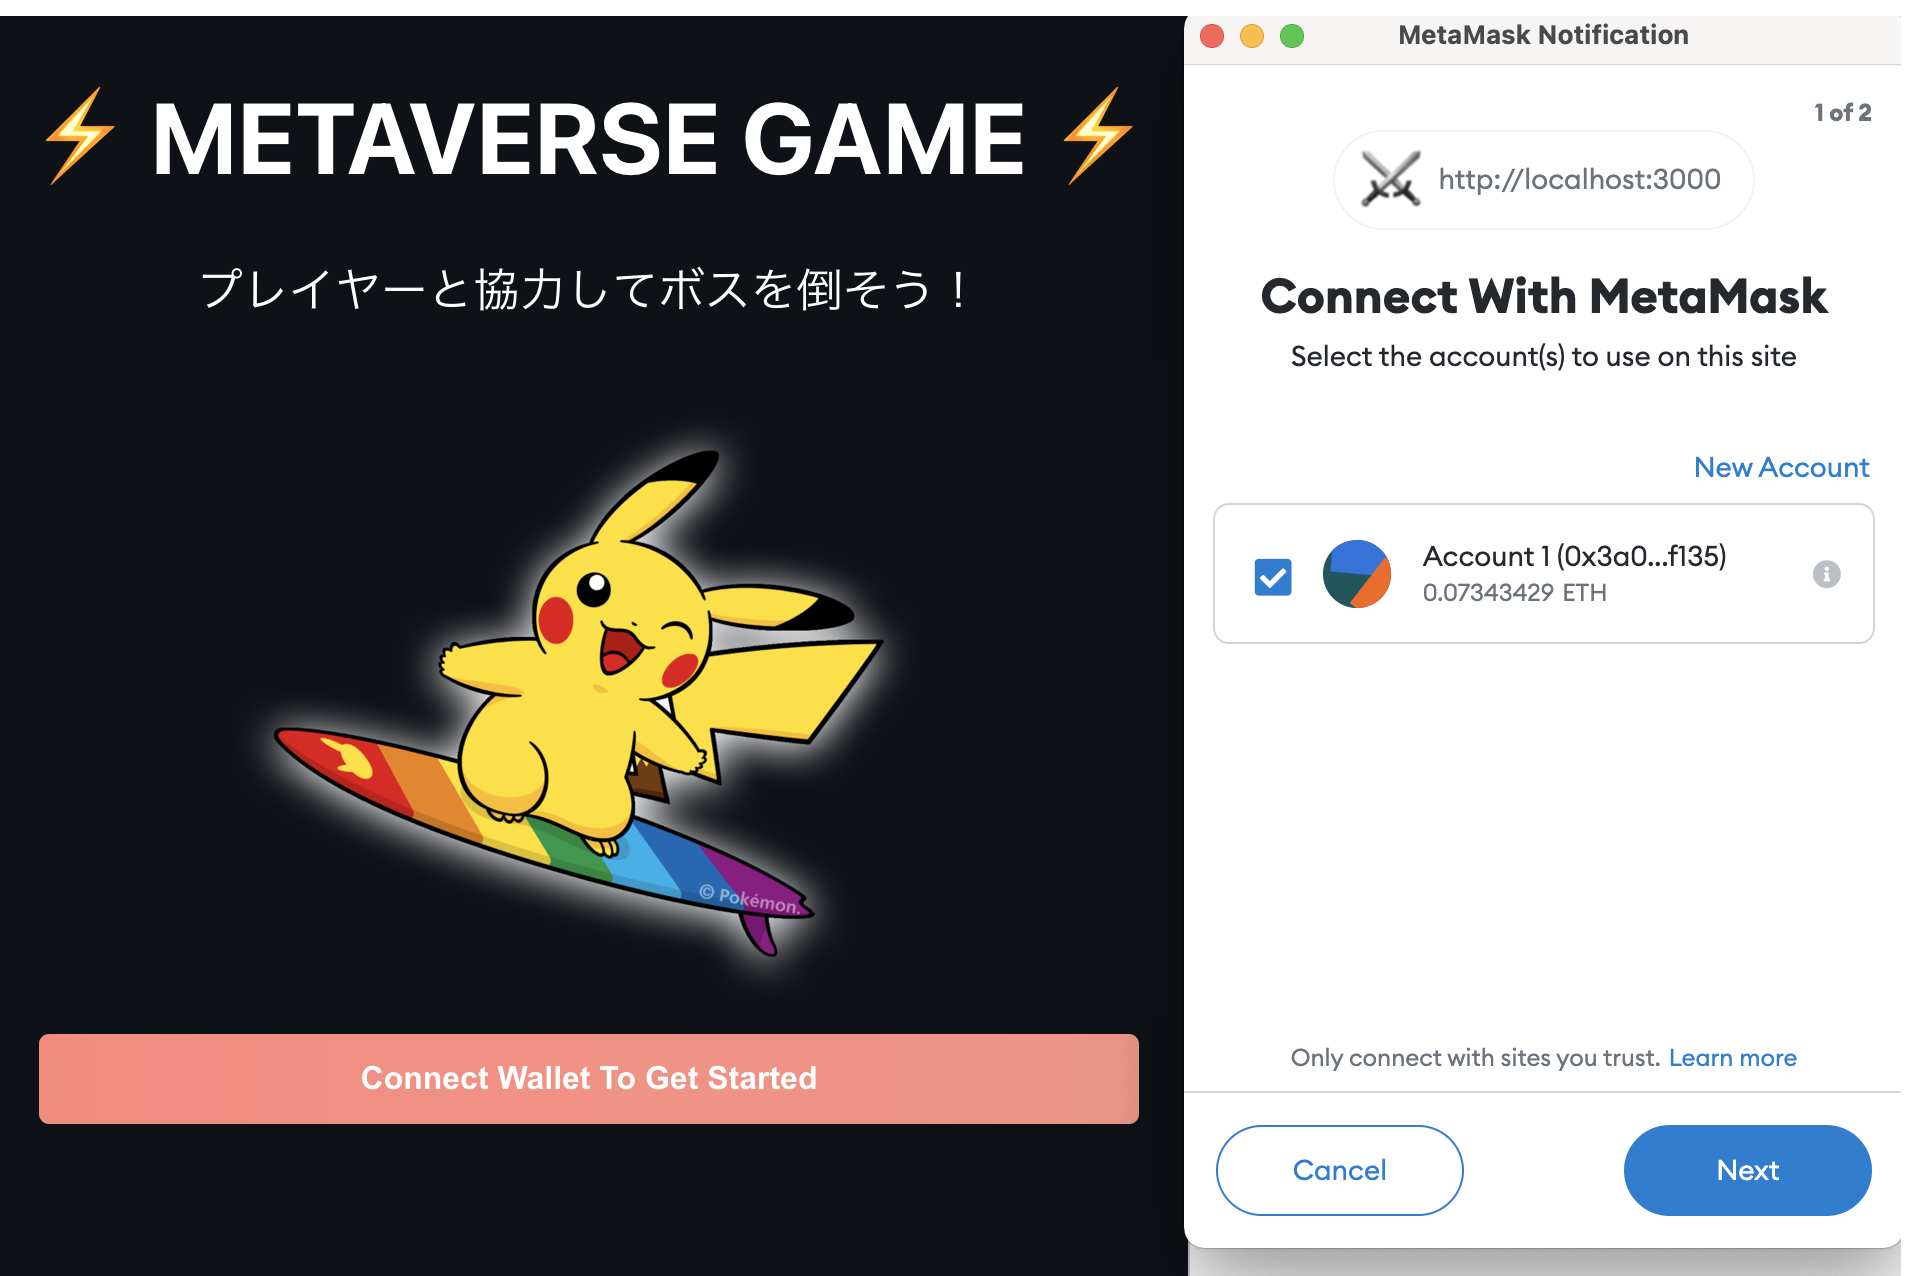 ⚡ METAVERSE GAME ⚡
プレイヤーと協力してボスを倒そう！
© Pokémon.
Connect Wallet To Get Started
MetaMask Notification
1 of 2
http://localhost:3000
Connect With MetaMask
Select the account(s) to use on this site
New Account
Account 1 (0x3a0...f135)
0.07343429 ETH
Only connect with sites you trust. Learn more
Cancel
Next